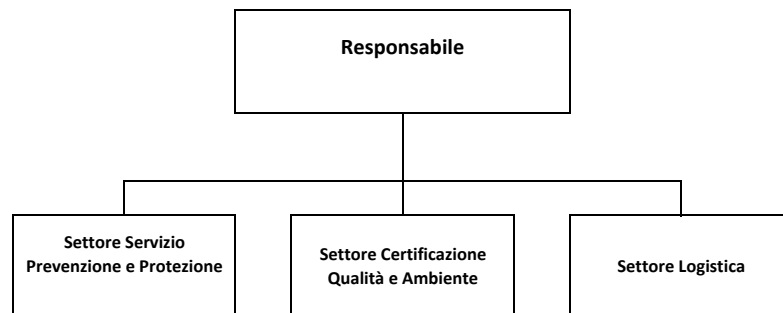 Responsabile
Settore Servizio
Prevenzione e Protezione
Settore Certificazione
Qualità e Ambiente
Settore Logistica